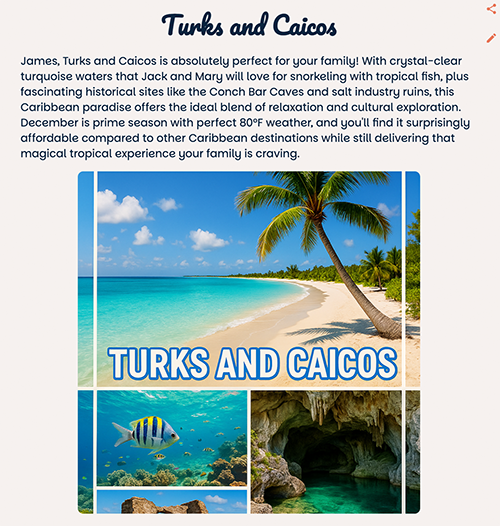 Turks and Caicos
James, Turks and Caicos is absolutely perfect for your family! With crystal-clear
turquoise waters that Jack and Mary will love for snorkeling with tropical fish, plus
fascinating historical sites like the Conch Bar Caves and salt industry ruins, this
Caribbean paradise offers the ideal blend of relaxation and cultural exploration.
December is prime season with perfect 80°F weather, and you'll find it surprisingly
affordable compared to other Caribbean destinations while still delivering that
magical tropical experience your family is craving.
TURKS AND CAICOS